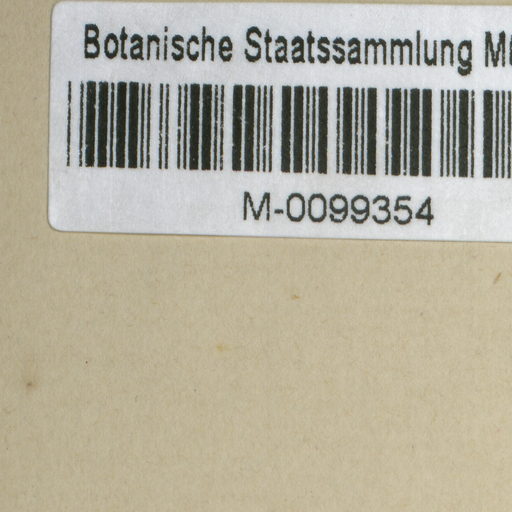 Botanische Staatssammlung
M-0099354